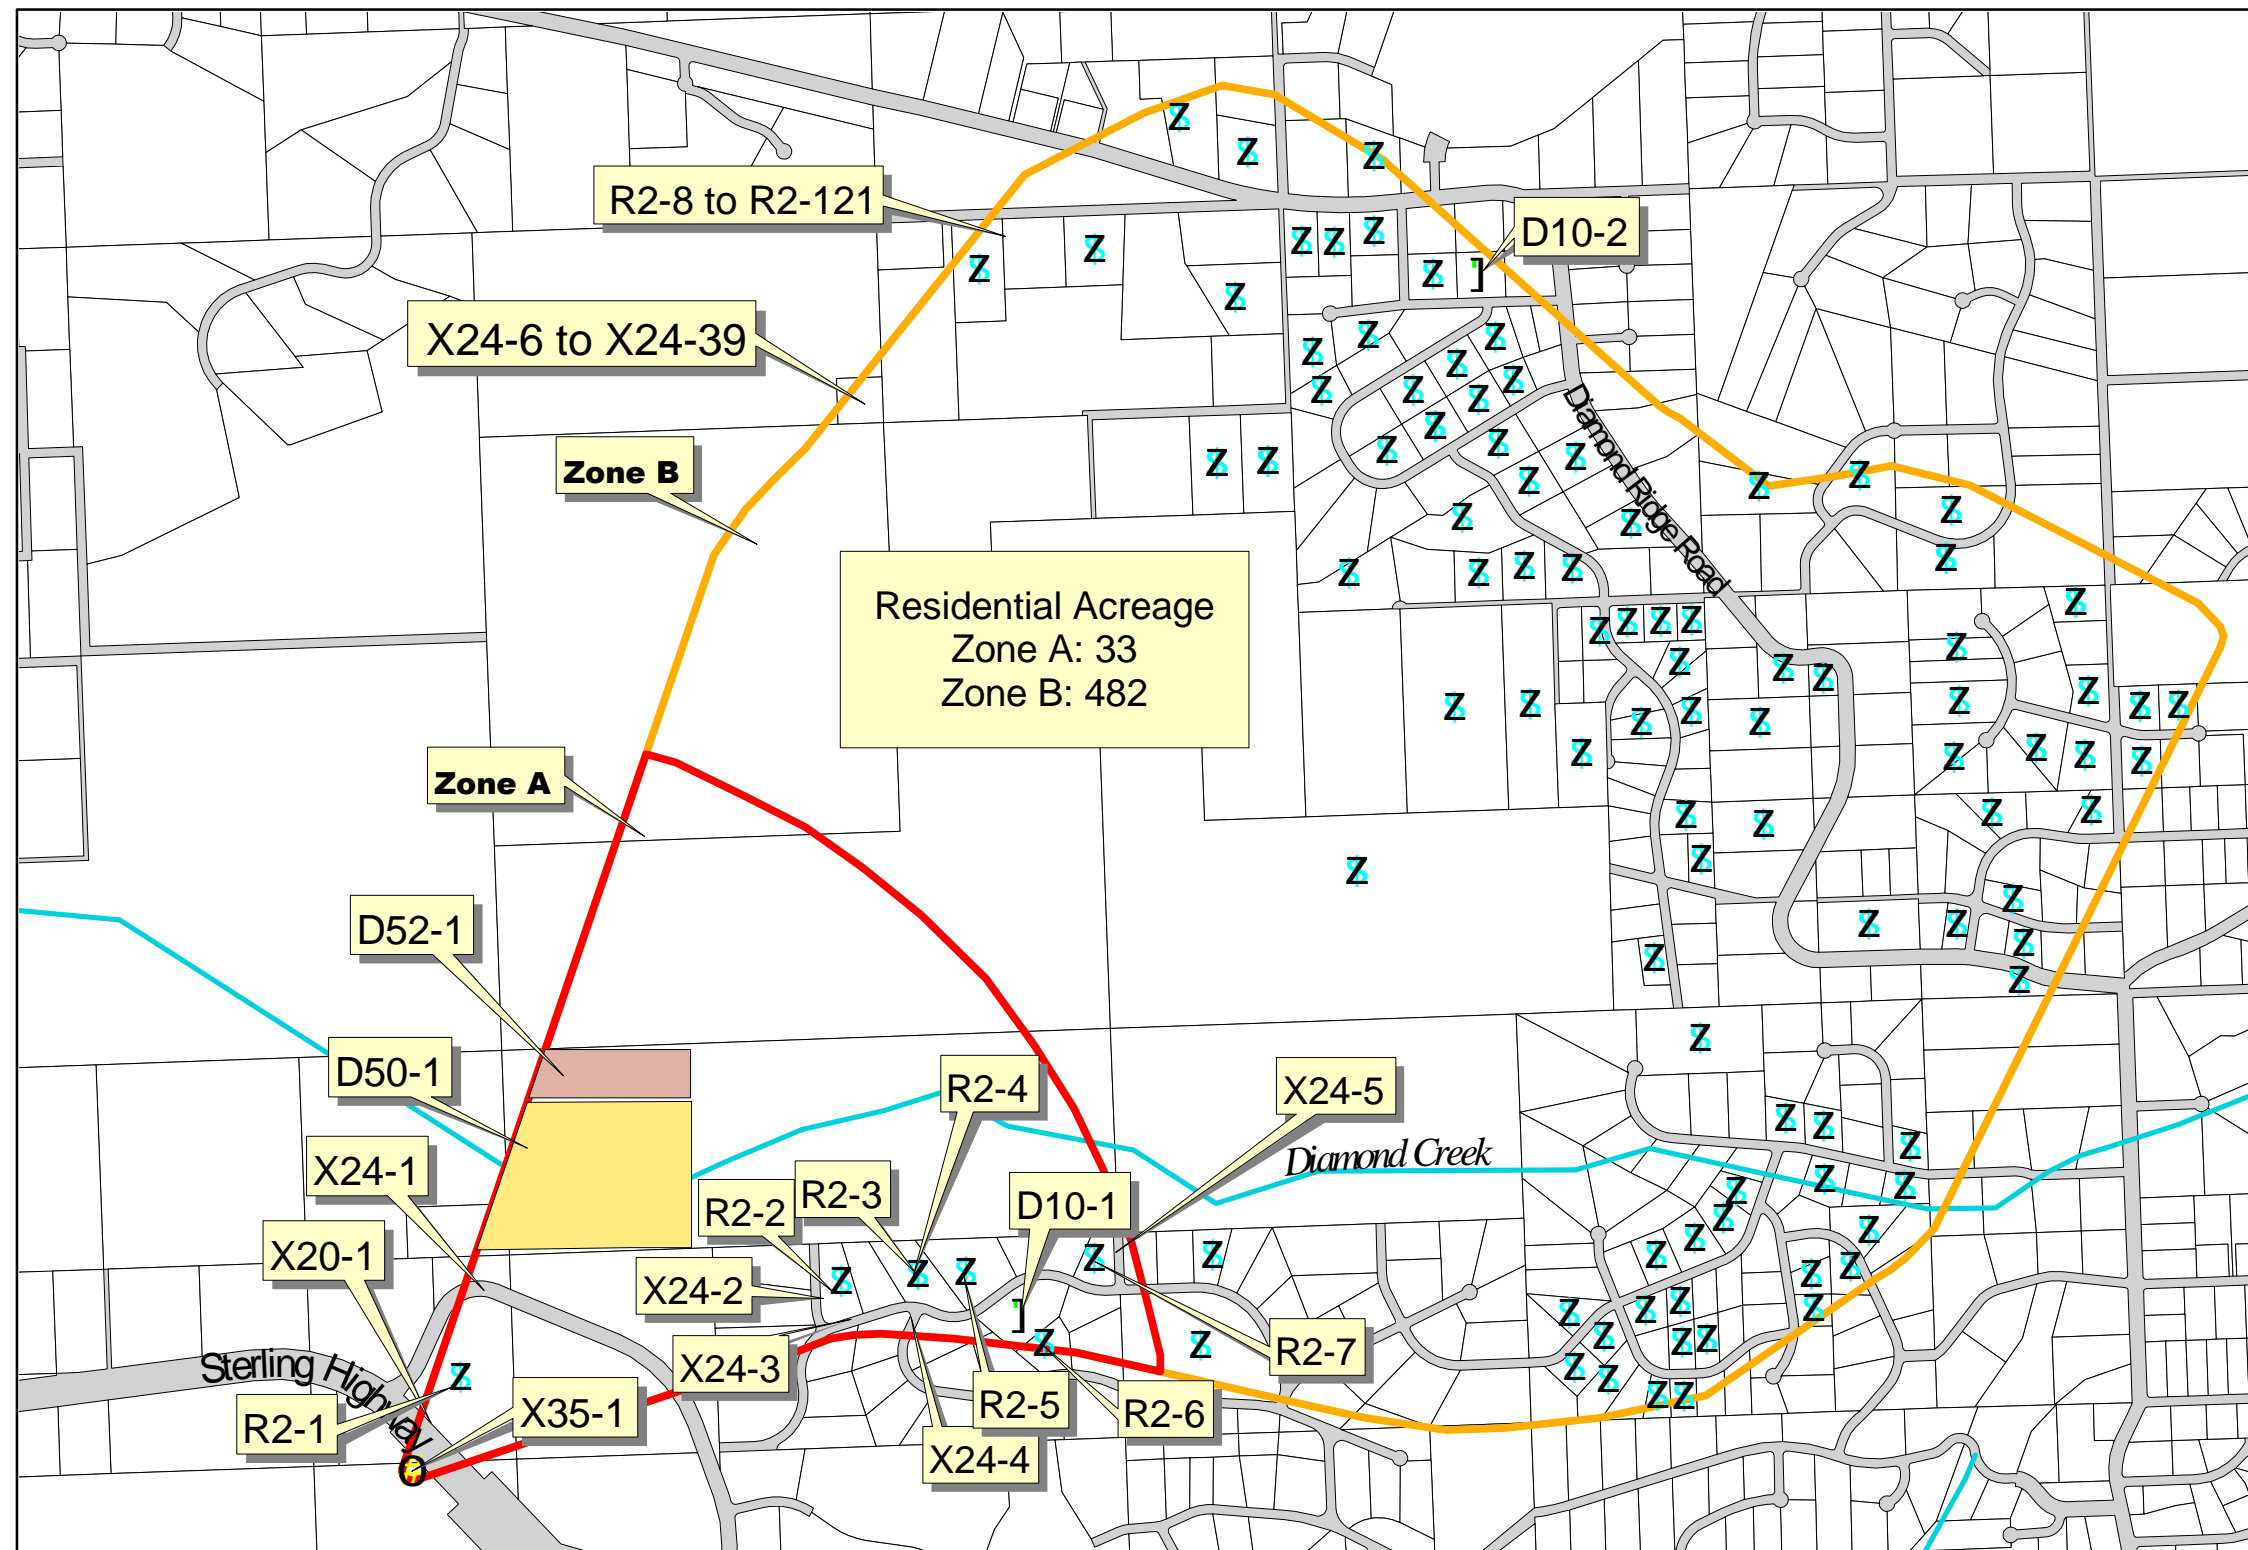 R2-8 to R2-121
D10-2
X24-6 to X24-39
Diamond Ridge Road
Zone B
Residential Acreage
Zone A: 33
Zone B: 482
Zone A
D52-1
D50-1
R2-4
X24-5
X24-1
Diamond Creek
R2-2
R2-3
D10-1
X20-1
X24-2
X24-3
R2-7
Sterling Highway
R2-1
X35-1
R2-5
R2-6
X24-4